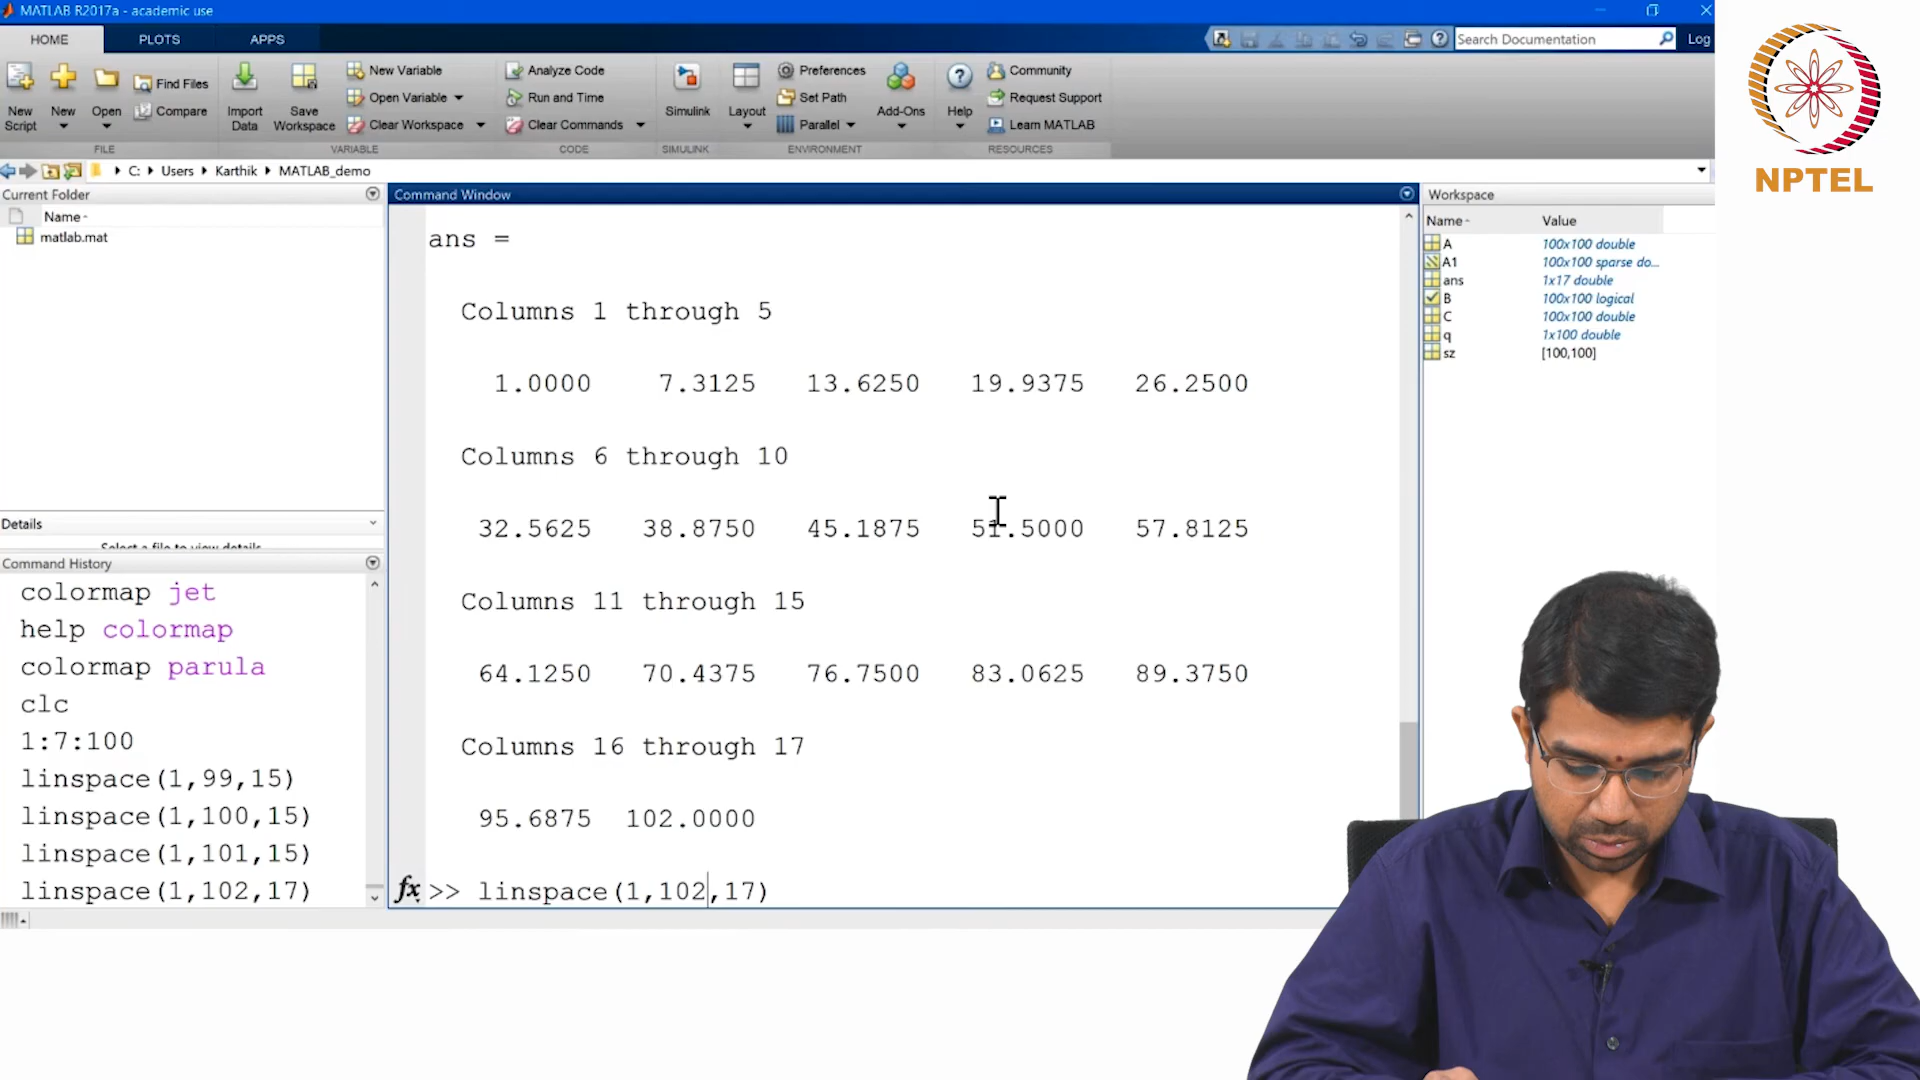 MATLAB R2017a - academic use
HOME PLOTS APPS
Search Documentation Log
New Script
New
Open
Find Files
Compare
FILE
Import Data
Save Workspace
New Variable
Open Variable
Clear Workspace
VARIABLE
Analyze Code
Run and Time
Clear Commands
CODE
Simulink
SIMULINK
Layout
Preferences
Set Path
Parallel
Add-Ons
ENVIRONMENT
Help
Community
Request Support
Learn MATLAB
RESOURCES
NPTEL
C: Users Karthik MATLAB_demo
Current Folder
Name
matlab.mat
Details
Select a file to view details
Command History
colormap jet
help colormap
colormap parula
clc
1:7:100
linspace(1,99,15)
linspace(1,100,15)
linspace(1,101,15)
linspace(1,102,17)
Command Window
ans =
Columns 1 through 5
1.0000 7.3125 13.6250 19.9375 26.2500
Columns 6 through 10
32.5625 38.8750 45.1875 51.5000 57.8125
Columns 11 through 15
64.1250 70.4375 76.7500 83.0625 89.3750
Columns 16 through 17
95.6875 102.0000
fx >> linspace(1,102,17)
Workspace
Name Value
A 100x100 double
A1 100x100 sparse do...
ans 1x17 double
B 100x100 logical
C 100x100 double
q 1x100 double
sz [100,100]